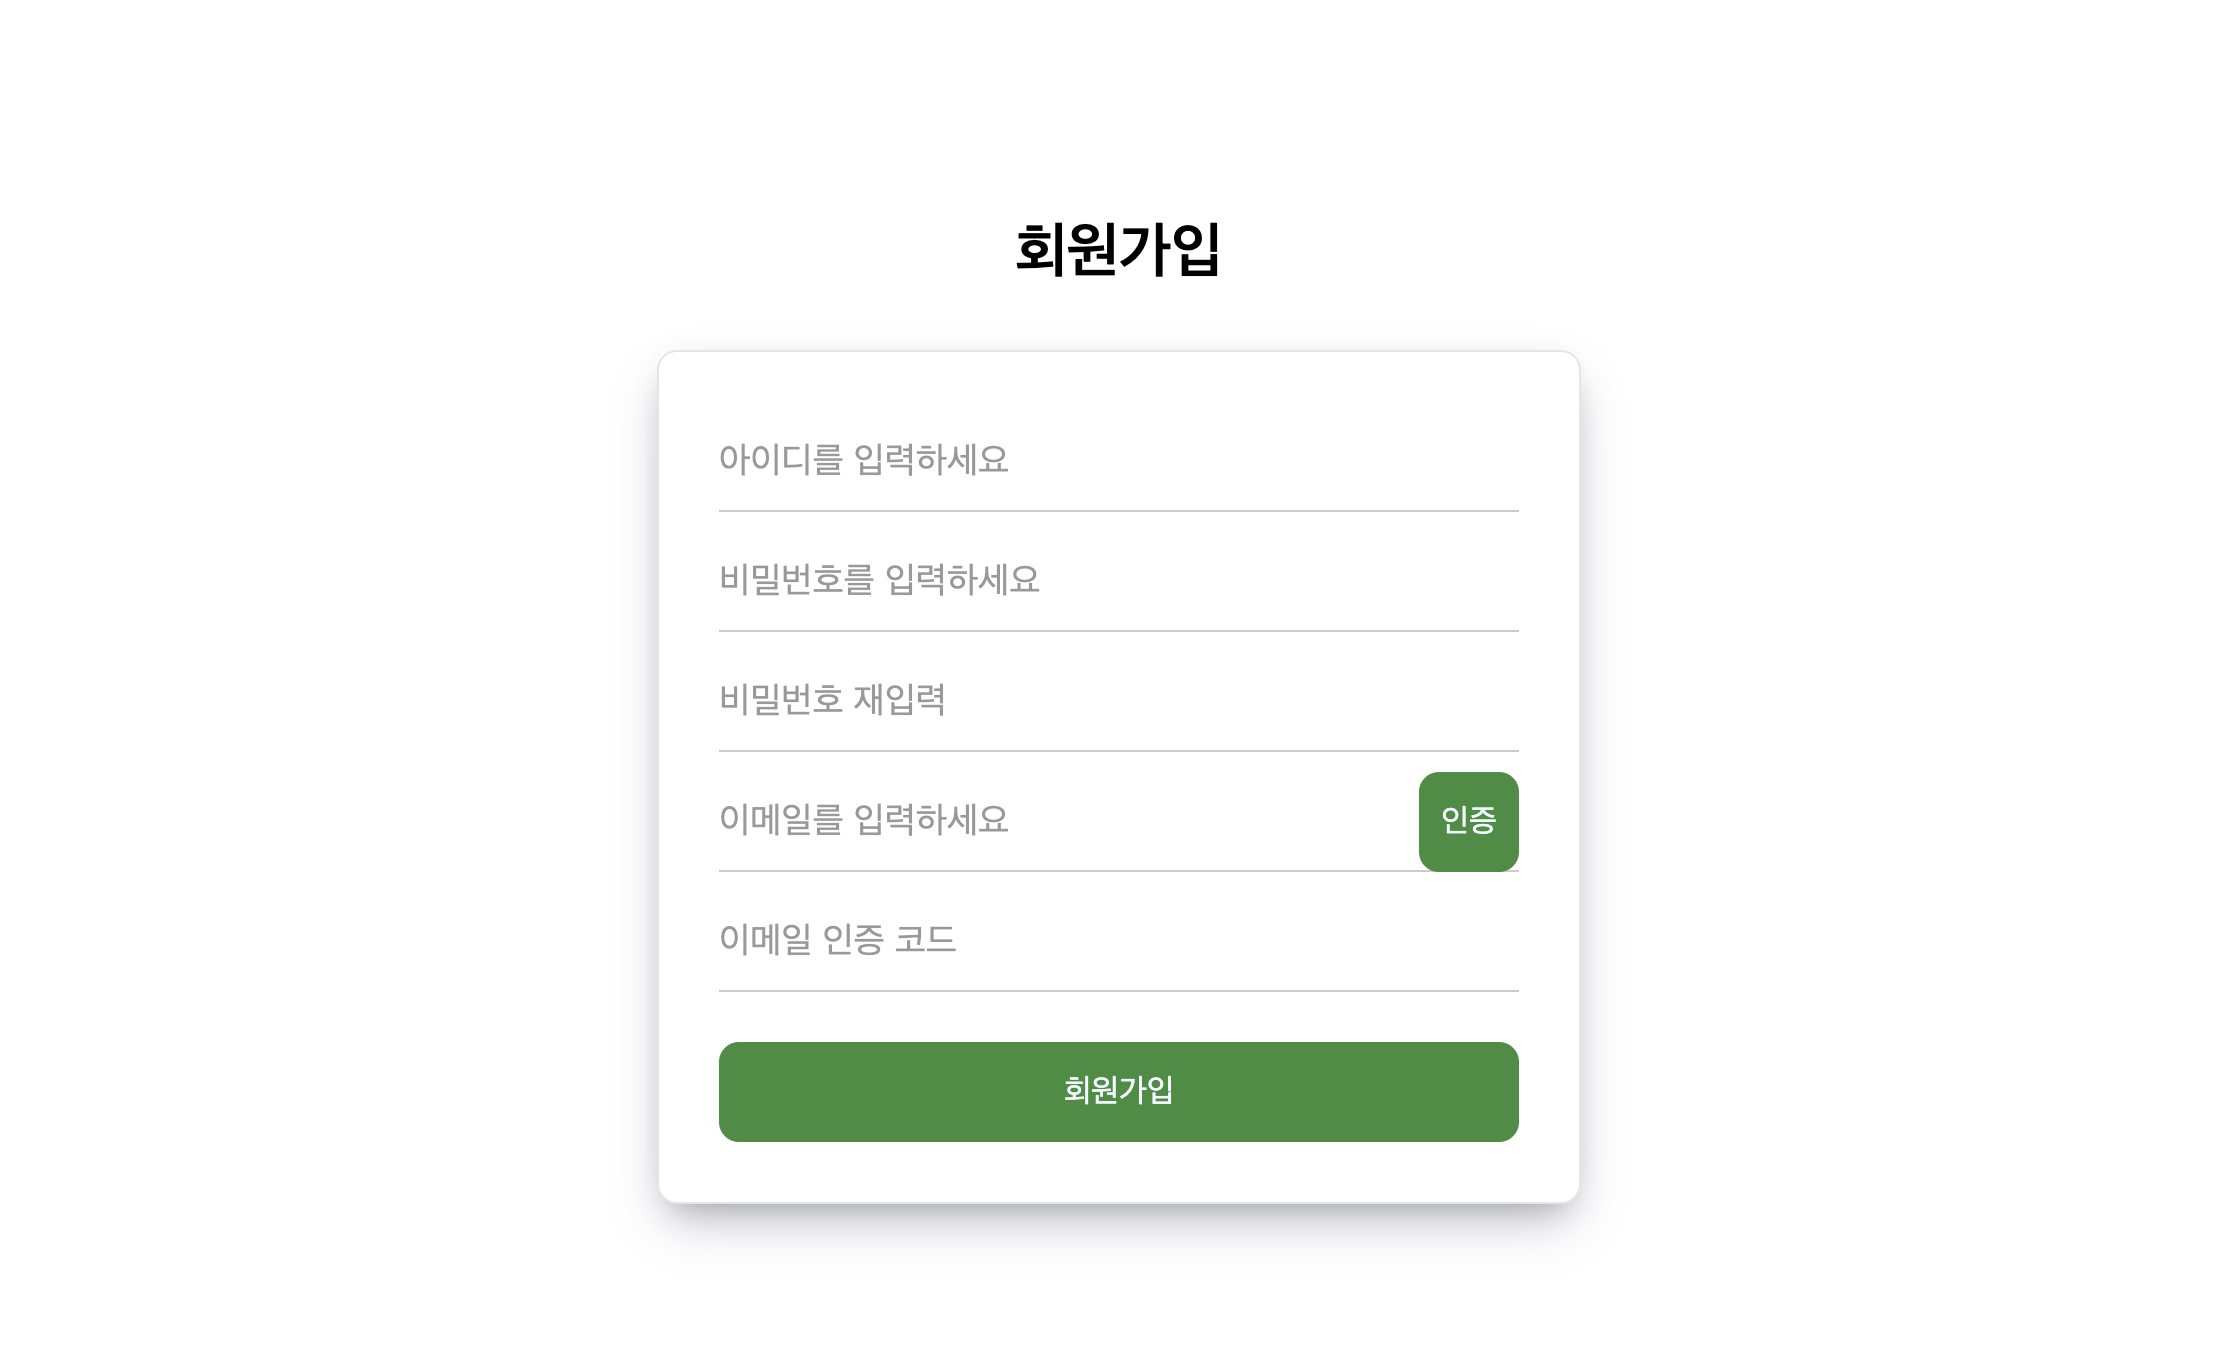 회원가입
아이디를 입력하세요
비밀번호를 입력하세요
비밀번호 재입력
이메일를 입력하세요
인증
이메일 인증 코드
회원가입